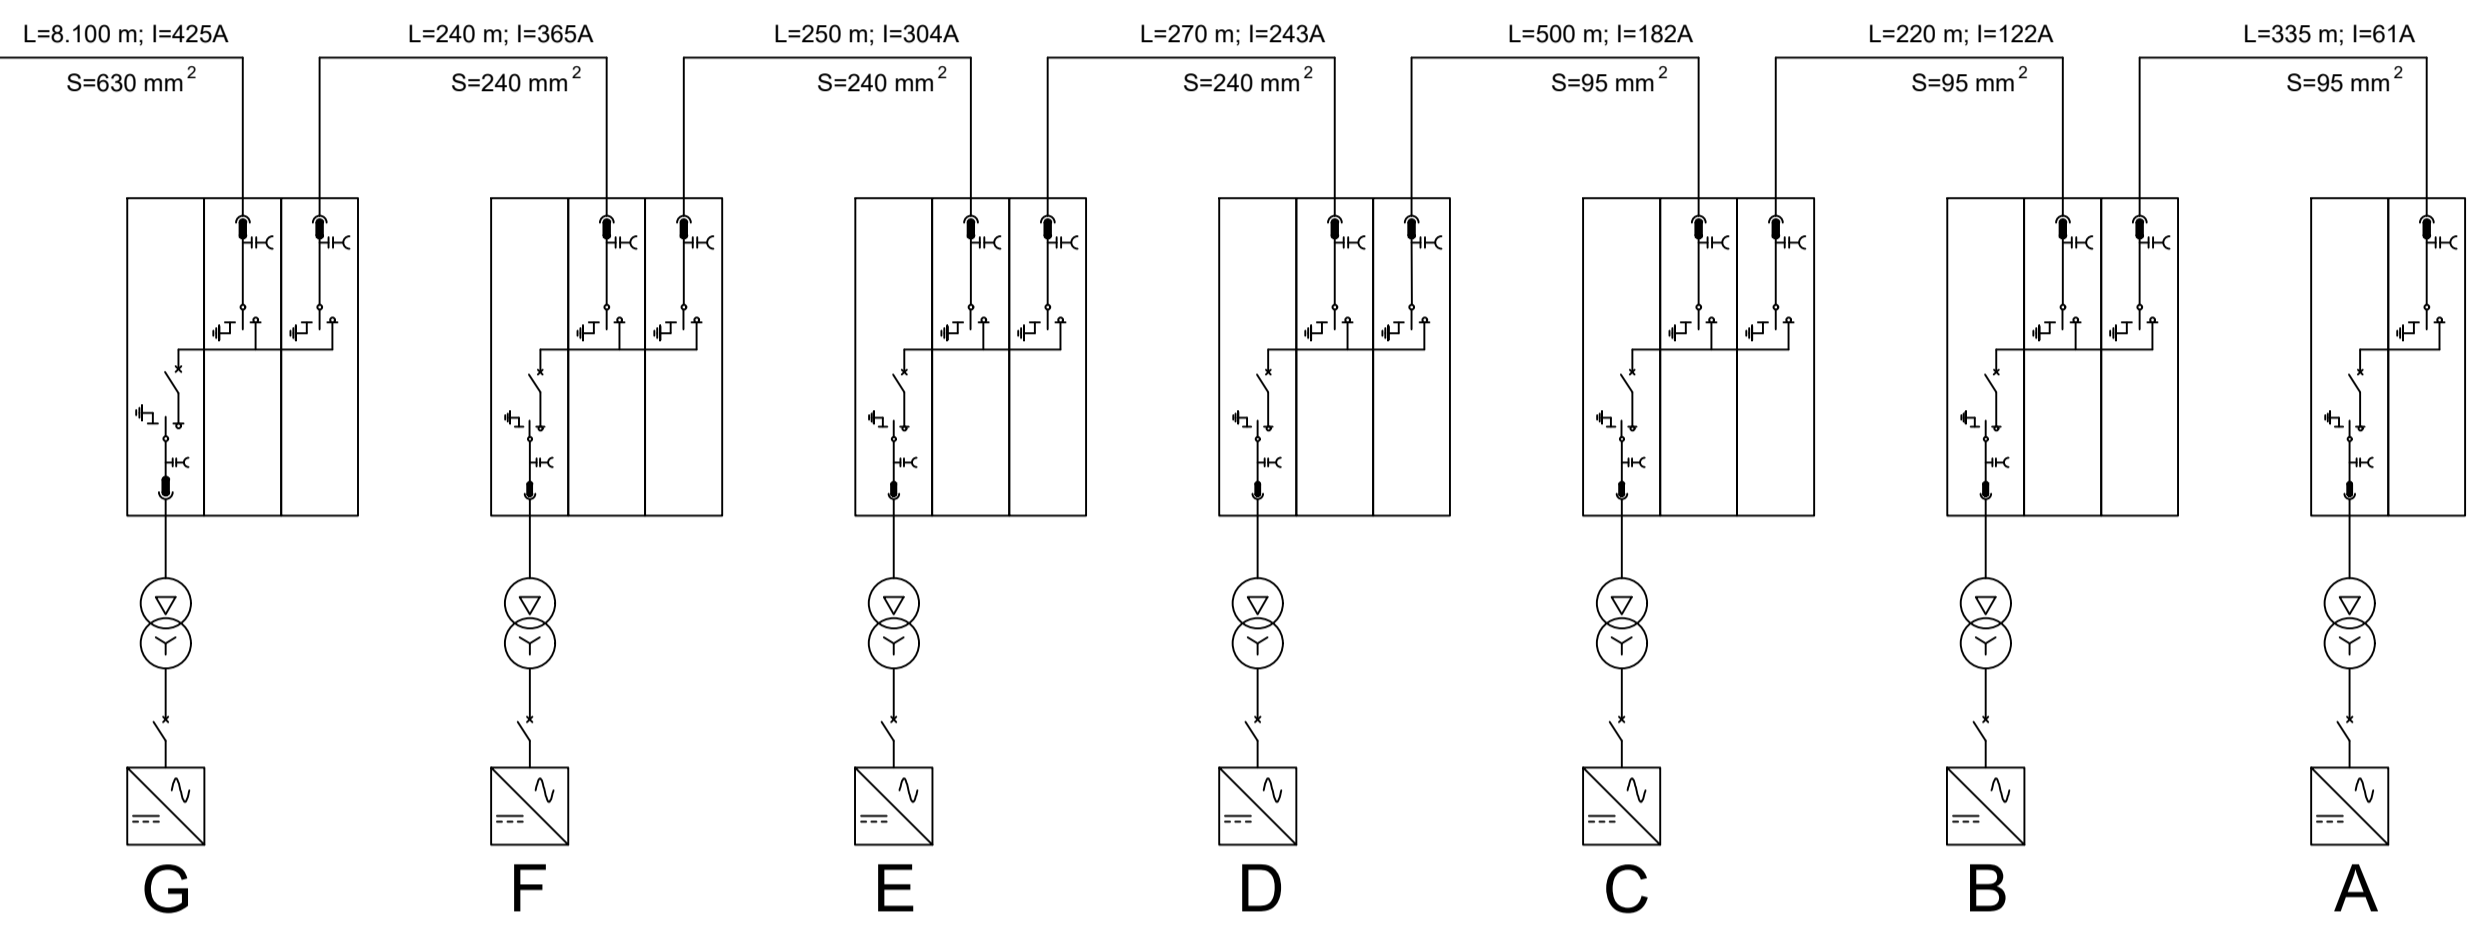 L=8.100 m; I=425A
S=630 mm²
L=240 m; I=365A
S=240 mm²
L=250 m; I=304A
S=240 mm²
L=270 m; I=243A
S=240 mm²
L=500 m; I=182A
S=95 mm²
L=220 m; I=122A
S=95 mm²
L=335 m; I=61A
S=95 mm²
G
F
E
D
C
B
A